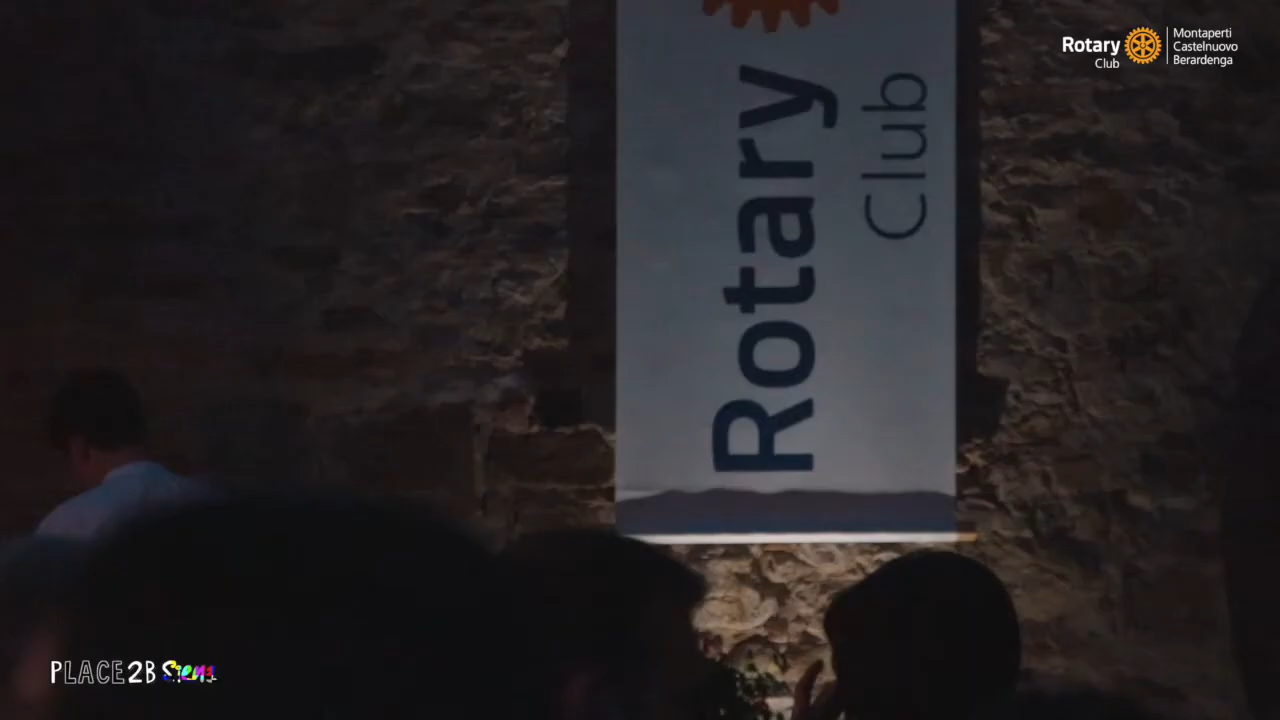 Rotary
Club
Montaperti
Castelnuovo
Berardenga
Rotary
Club
PLACE2B Siena